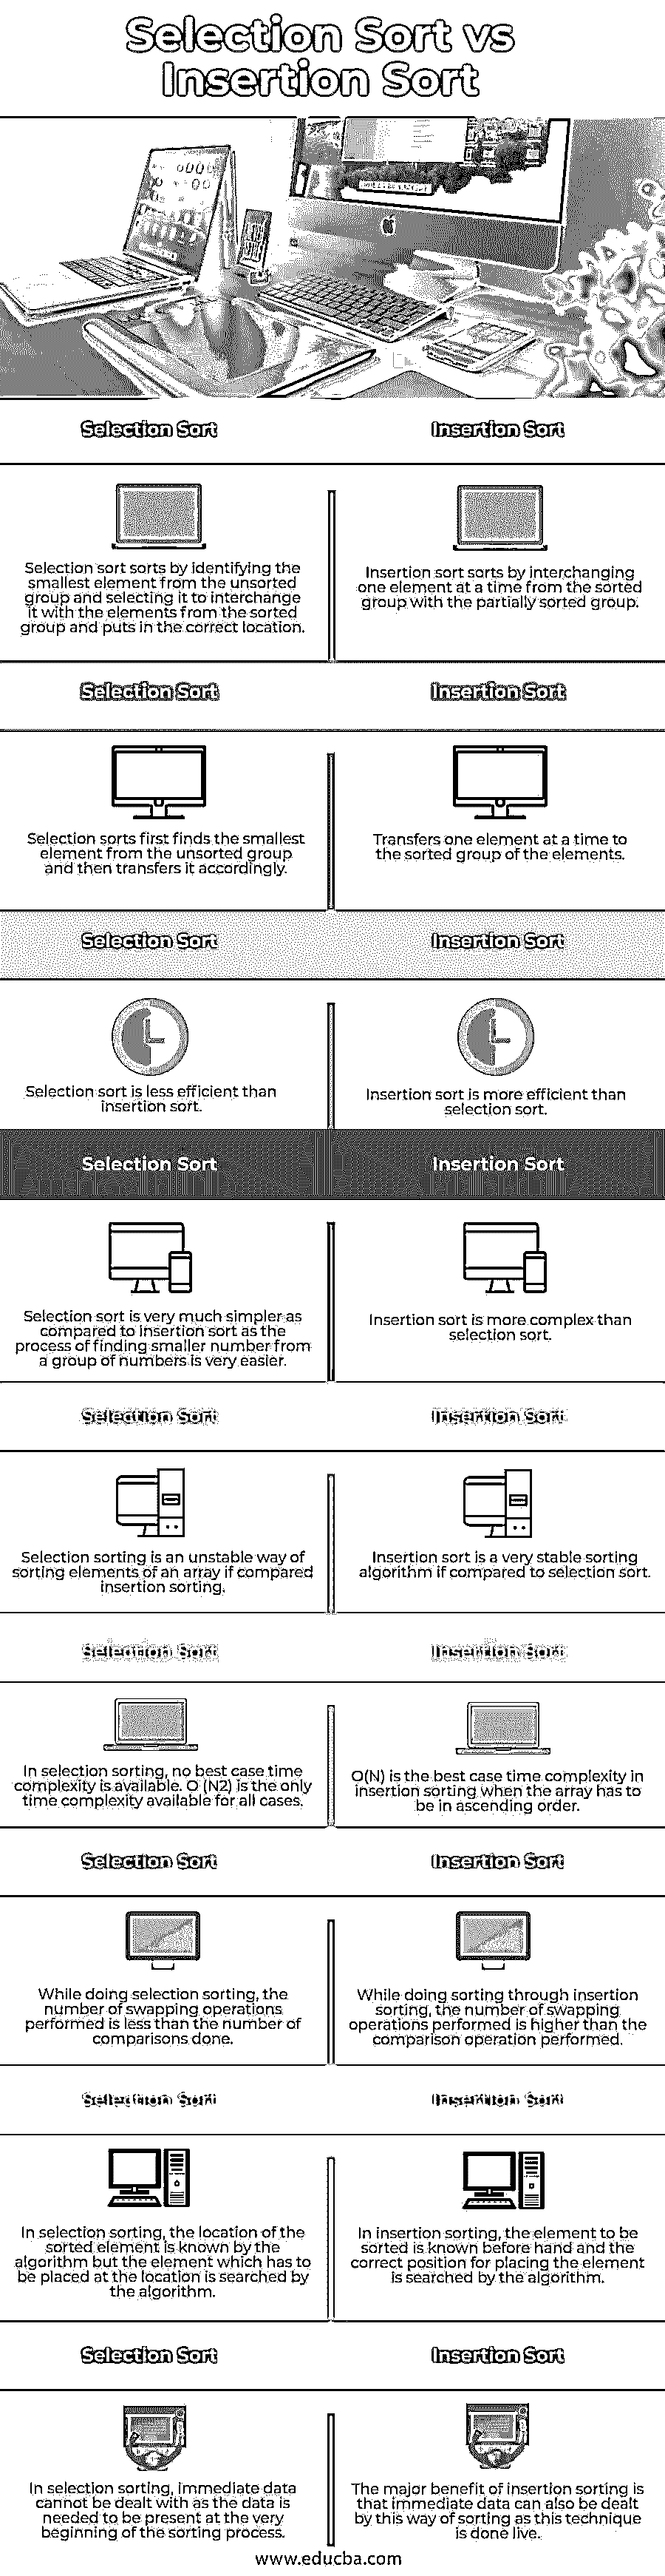 Selection Sort vs
Insertion Sort
Selection Sort
Insertion Sort
Selection sort sorts by identifying the
smallest element from the unsorted
group and selecting it to interchange
it with the elements from the sorted
group and puts in the correct location.
Insertion sort sorts by interchanging
one element at a time from the sorted
group with the partially sorted group.
Selection Sort
Insertion Sort
Selection sorts first finds the smallest
element from the unsorted group
and then transfers it accordingly.
Transfers one element at a time to
the sorted group of the elements.
Selection Sort
Insertion Sort
Selection sort is less efficient than
insertion sort.
Insertion sort is more efficient than
selection sort.
Selection Sort
Insertion Sort
Selection sort is very much simpler as
compared to insertion sort as the
process of finding smaller number from
a group of numbers is very easier.
Insertion sort is more complex than
selection sort.
Selection Sort
Insertion Sort
Selection sorting is an unstable way of
sorting elements of an array if compared
insertion sorting.
Insertion sort is a very stable sorting
algorithm if compared to selection sort.
Selection Sort
Insertion Sort
In selection sorting, no best case time
complexity is available. O (N2) is the only
time complexity available for all cases.
O(N) is the best case time complexity in
insertion sorting when the array has to
be in ascending order.
Selection Sort
Insertion Sort
While doing selection sorting, the
number of swapping operations
performed is less than the number of
comparisons done.
While doing sorting through insertion
sorting, the number of swapping
operations performed is higher than the
comparison operation performed.
Selection Sort
Insertion Sort
In selection sorting, the location of the
sorted element is known by the
algorithm but the element which has to
be placed at the location is searched by
the algorithm.
In insertion sorting, the element to be
sorted is known before hand and the
correct position for placing the element
is searched by the algorithm.
Selection Sort
Insertion Sort
In selection sorting, immediate data
cannot be dealt with as the data is
needed to be present at the very
beginning of the sorting process.
The major benefit of insertion sorting is
that immediate data can also be dealt
by this way of sorting as this technique
is done live.
www.educba.com